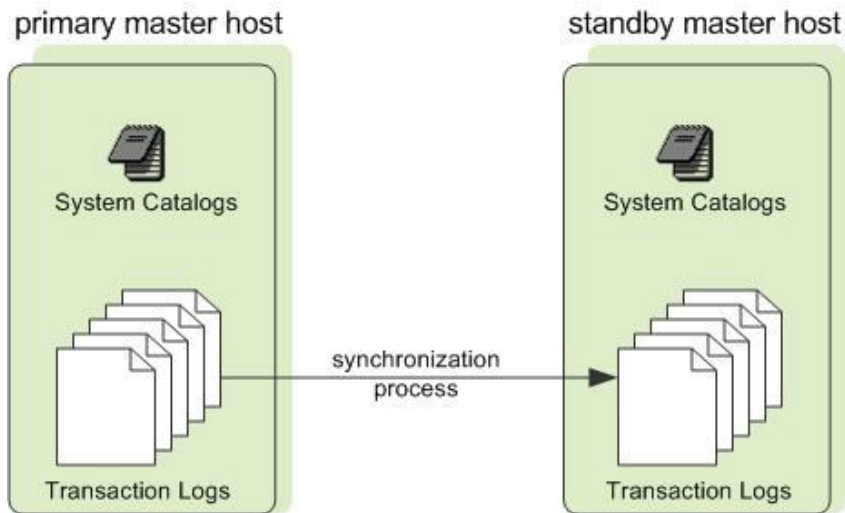 primary master host
standby master host
System Catalogs
System Catalogs
synchronization
process
Transaction Logs
Transaction Logs